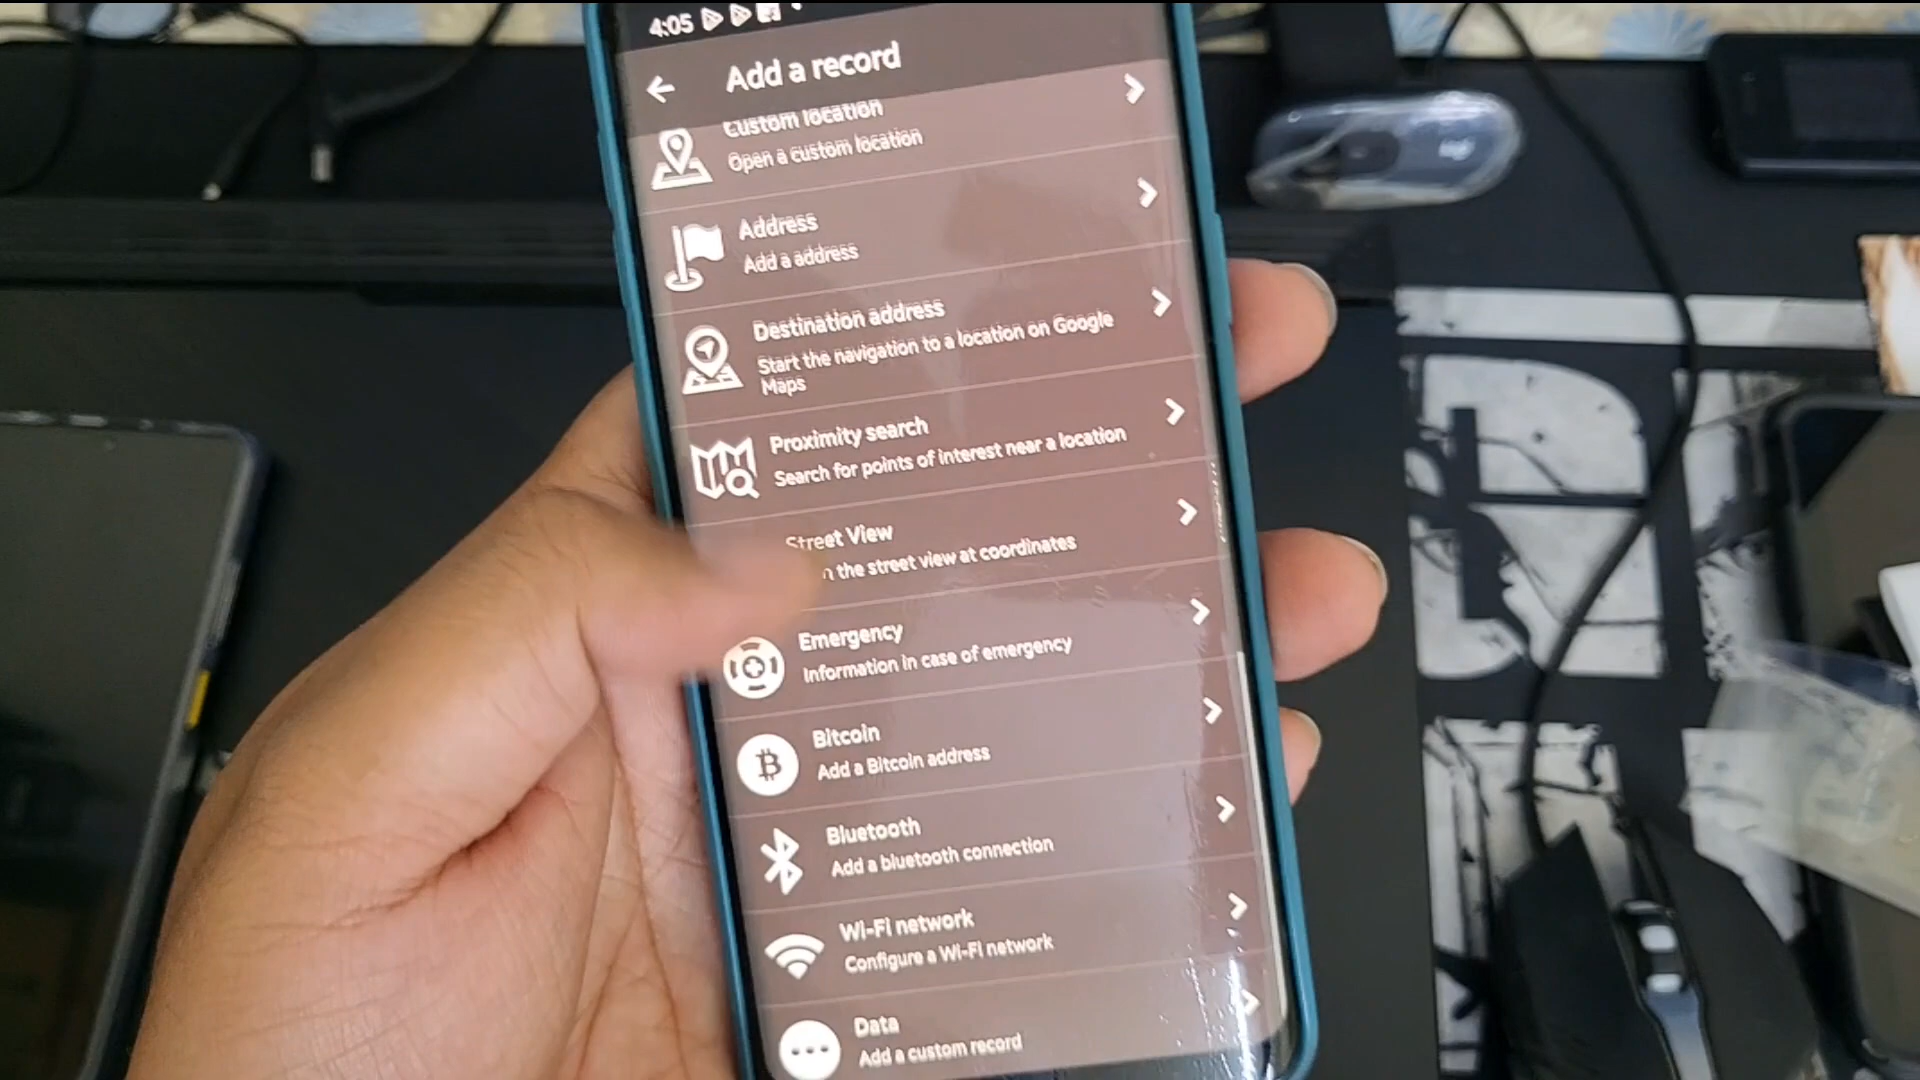 4:05
Add a record
Custom location
Open a custom location
Address
Add a address
Destination address
Start the navigation to a location on Google
Maps
Proximity search
Search for points of interest near a location
Street View
the street view at coordinates
Emergency
Information in case of emergency
Bitcoin
Add a Bitcoin address
Bluetooth
Add a bluetooth connection
Wi-Fi network
Configure a Wi-Fi network
Data
Add a custom record